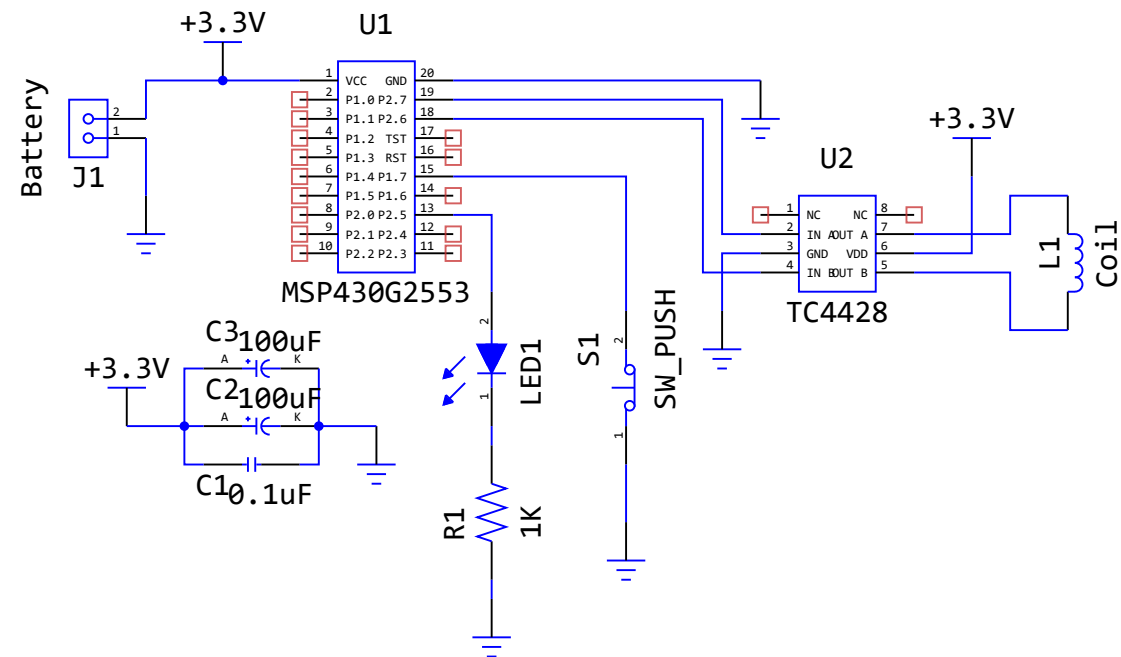 +3.3V
U1
Battery
2
1
J1
1 VCC GND 20
2 P1.0 P2.7 19
3 P1.1 P2.6 18
4 P1.2 TST 17
5 P1.3 RST 16
6 P1.4 P1.7 15
7 P1.5 P1.6 14
8 P2.0 P2.5 13
9 P2.1 P2.4 12
10 P2.2 P2.3 11
MSP430G2553
+3.3V
U2
1 NC NC 8
2 IN A OUT A 7
3 GND VDD 6
4 IN B OUT B 5
TC4428
L1
Coil
+3.3V
C3 100uF
A + K
C2 100uF
A + K
C1 0.1uF
2
LED1
1
R1
1K
2
S1
SW_PUSH
1